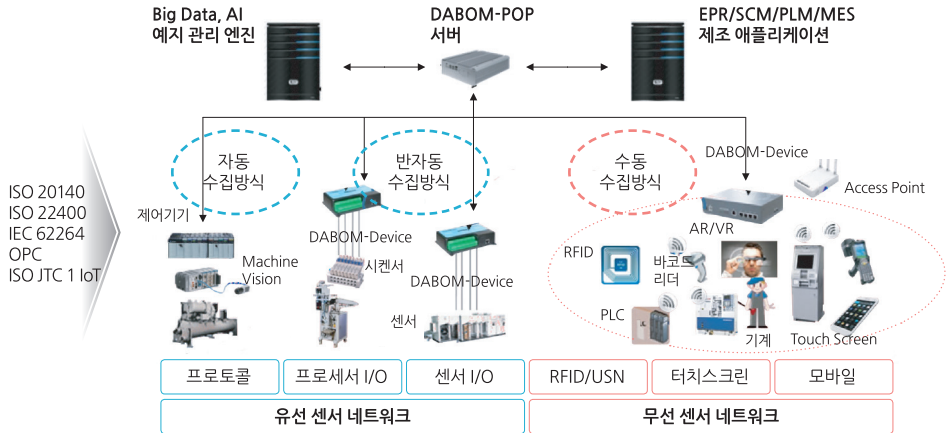 Big Data, AI
예지 관리 엔진
DABOM-POP
서버
EPR/SCM/PLM/MES
제조 애플리케이션
자동
수집방식
반자동
수집방식
수동
수집방식
DABOM-Device
Access Point
ISO 20140
ISO 22400
IEC 62264
OPC
ISO JTC 1 IoT
제어기기
Machine
Vision
DABOM-Device
시켄서
DABOM-Device
센서
AR/VR
RFID
바코드
리더
PLC
기계
Touch Screen
프로토콜
프로세서 I/O
센서 I/O
RFID/USN
터치스크린
모바일
유선 센서 네트워크
무선 센서 네트워크